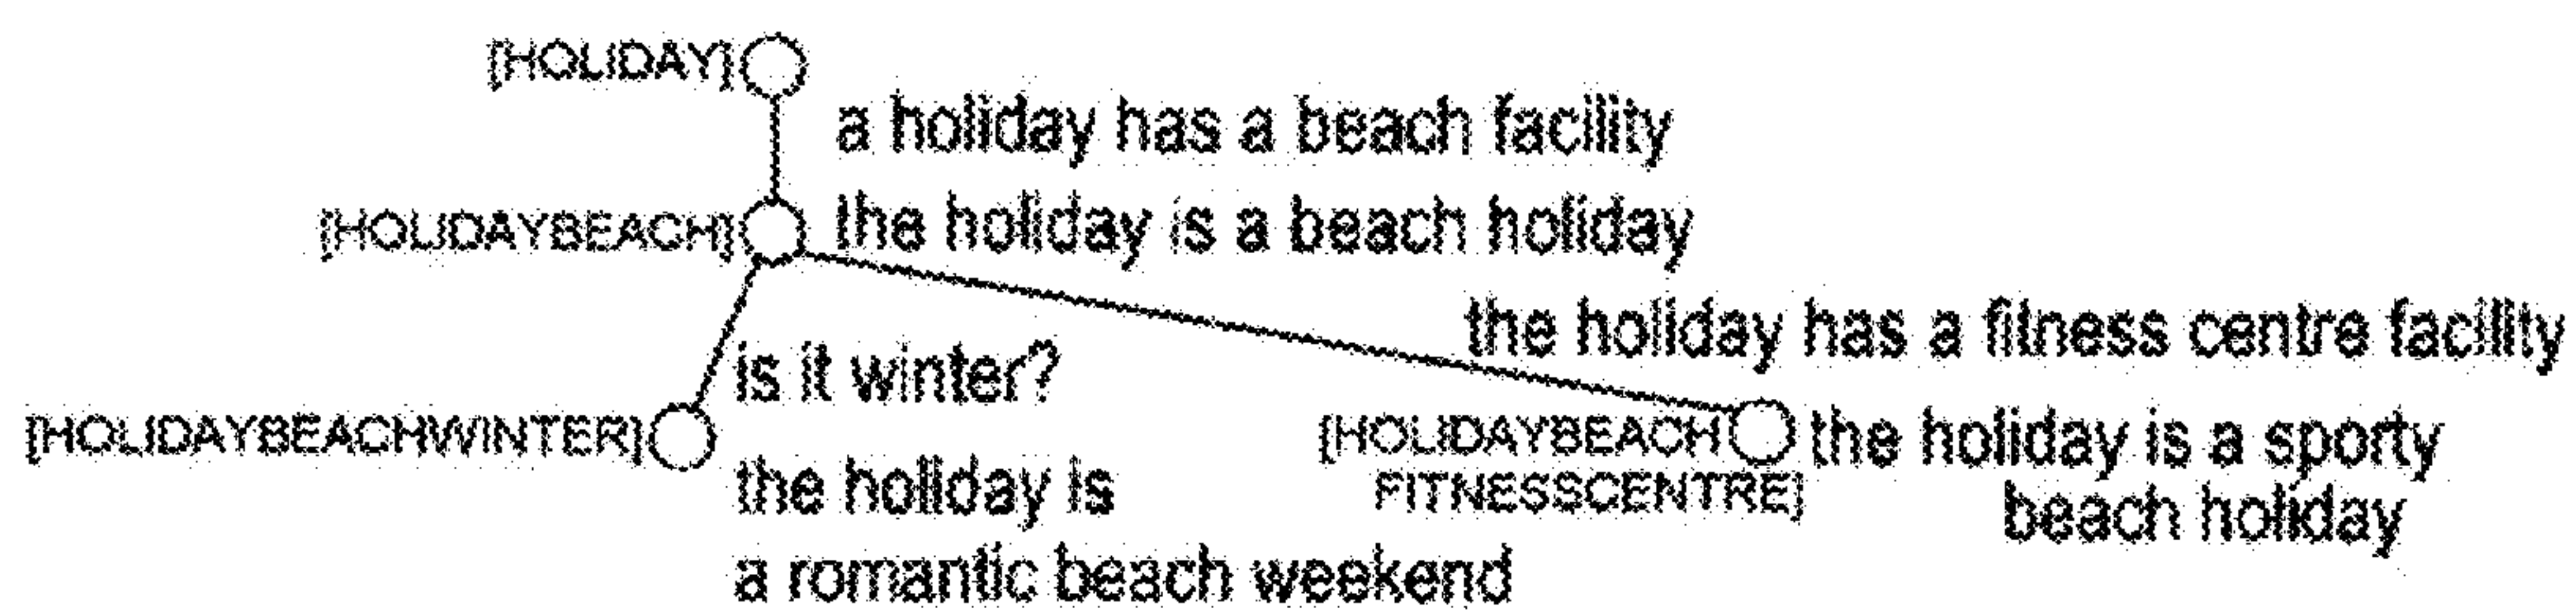 [HOLIDAY]
a holiday has a beach facility
[HOLIDAYBEACH]
the holiday is a beach holiday
the holiday has a fitness centre facility
is it winter?
[HOLIDAYBEACHWINTER]
the holiday is
a romantic beach weekend
[HOLIDAYBEACH
FITNESSCENTRE]
the holiday is a sporty
beach holiday